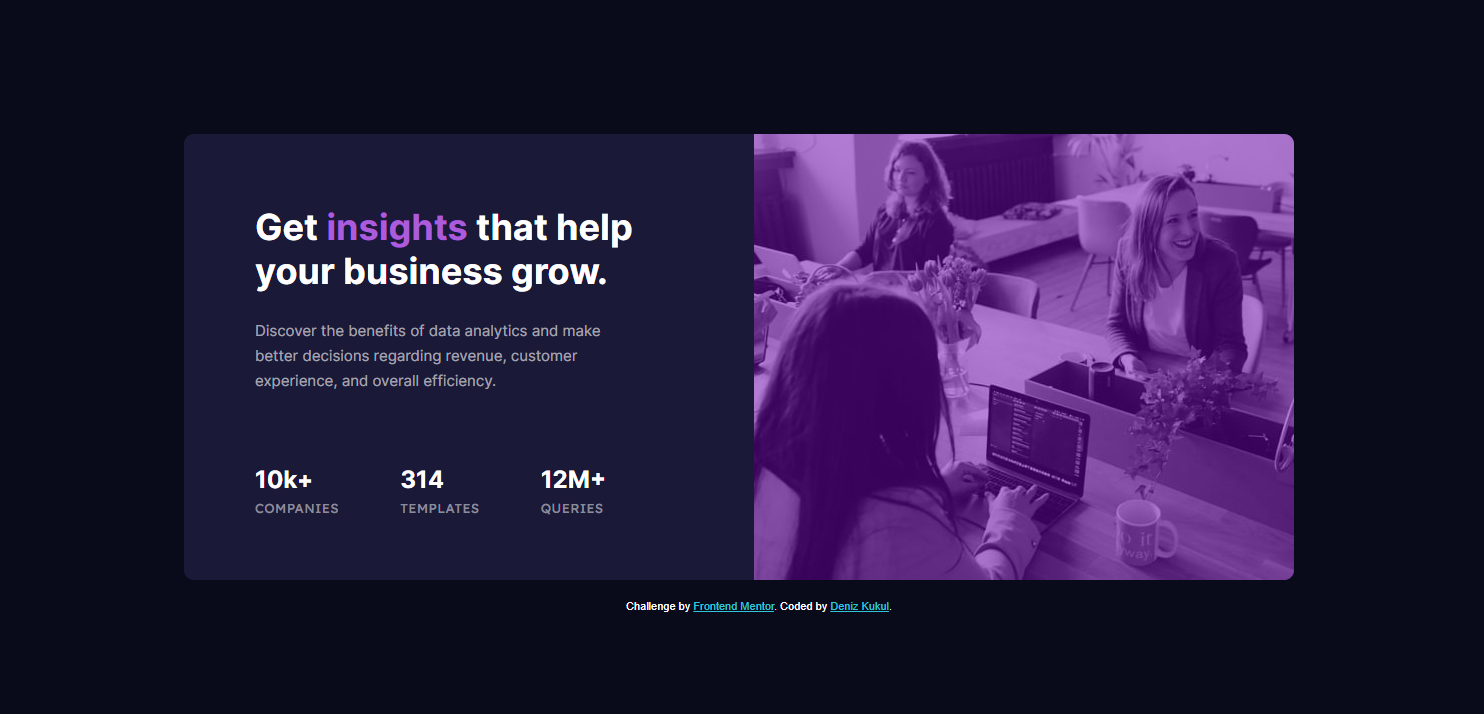 Get insights that help
your business grow.
Discover the benefits of data analytics and make
better decisions regarding revenue, customer
experience, and overall efficiency.
10k+ 314 12M+
COMPANIES TEMPLATES QUERIES
Challenge by Frontend Mentor. Coded by Deniz Kukul.